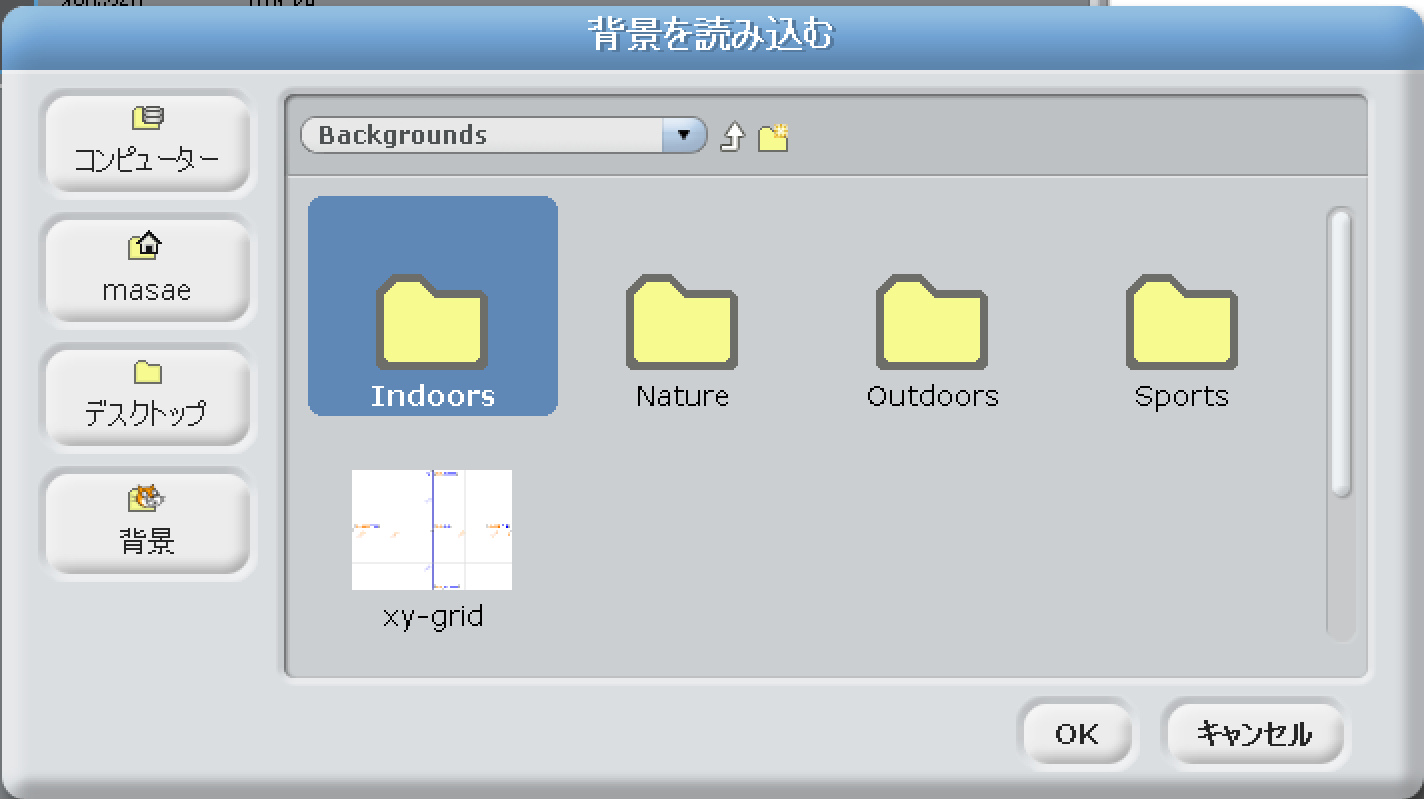 背景を読み込む
コンピューター
masae
デスクトップ
背景
Backgrounds
Indoors
Nature
Outdoors
Sports
xy-grid
OK
キャンセル